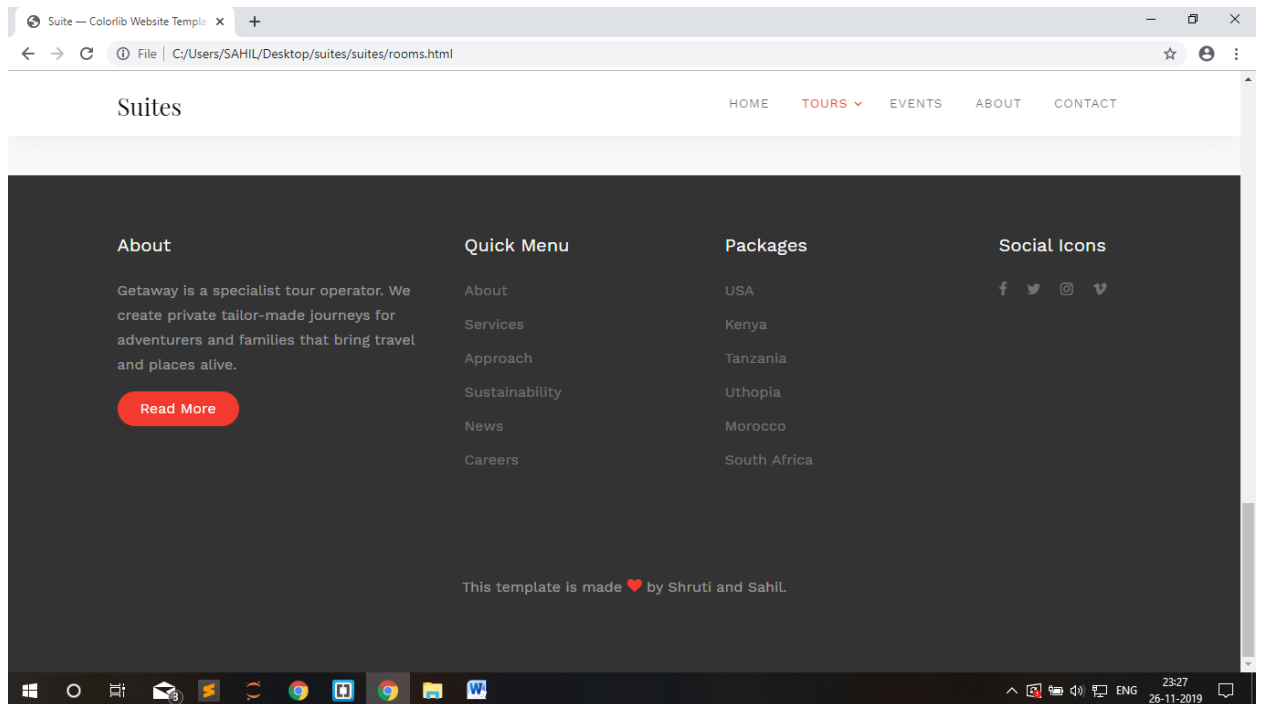 Suite — Colorlib Website Templa
File | C:/Users/SAHIL/Desktop/suites/suites/rooms.html
Suites
HOME TOURS EVENTS ABOUT CONTACT
About
Getaway is a specialist tour operator. We
create private tailor-made journeys for
adventurers and families that bring travel
and places alive.
Read More
Quick Menu
About
Services
Approach
Sustainability
News
Careers
Packages
USA
Kenya
Tanzania
Uthopia
Morocco
South Africa
Social Icons
This template is made ❤ by Shruti and Sahil.
3
ENG
23:27
26-11-2019